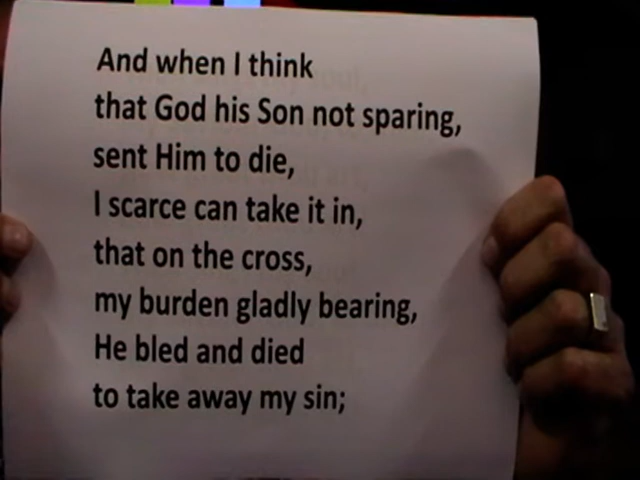 And when I think
that God his Son not sparing,
sent Him to die,
I scarce can take it in,
that on the cross,
my burden gladly bearing,
He bled and died
to take away my sin;